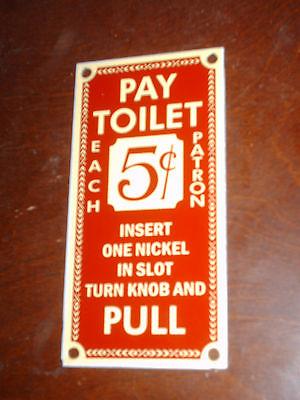 PAY
TOILET
EACH
5¢
PATRON
INSERT
ONE NICKEL
IN SLOT
TURN KNOB AND
PULL